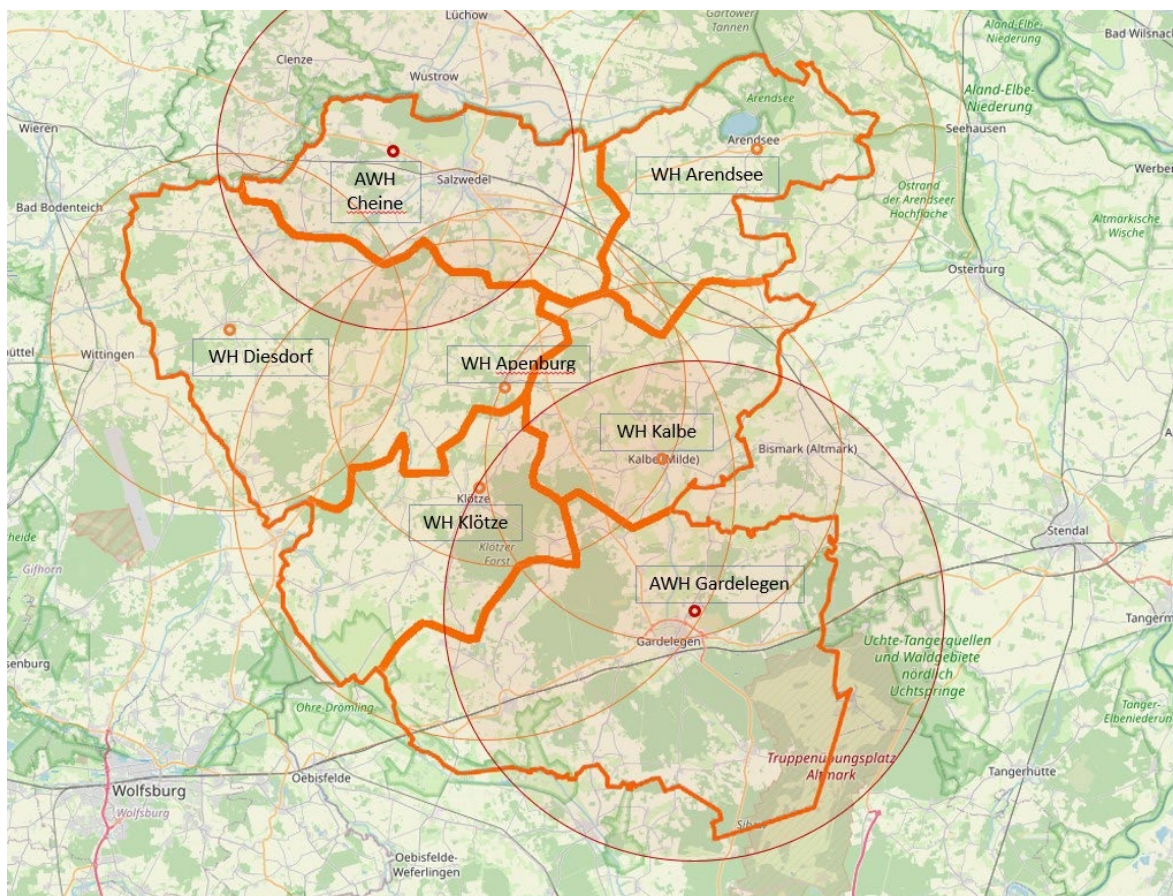 Lüchow
Gartower
Tannen
Aland-Elbe-
Niederung
Bad Wilsnac
Clenze
Wustrow
Aland-Elbe-
Niederung
Wieren
Arendsee
Arendsee
Seehausen
WH Arendsee
AWH
Cheine
Salzwedel
Werben
Bad Bodenteich
Ostrand
der Arendseer
Hochfläche
Altmärkische
Wische
Osterburg
WH Diesdorf
Wittingen
WH Apenburg
WH Kalbe
Kalbe (Milde)
Bismark (Altmark)
Klötze
WH Klötze
Klötzer
Forst
Stendal
Gifhorn
AWH Gardelegen
Gardelegen
Tangerm
Uchte-Tangerquellen
und Waldgebiete
nördlich
Uchtspringe
Ohre-Drömling
Tanger-
Elbeniederun
Truppenübungsplatz
Altmark
Tangerhütte
Oebisfelde
Wolfsburg
Wolfsburg
Oebisfelde-
Weferlingen